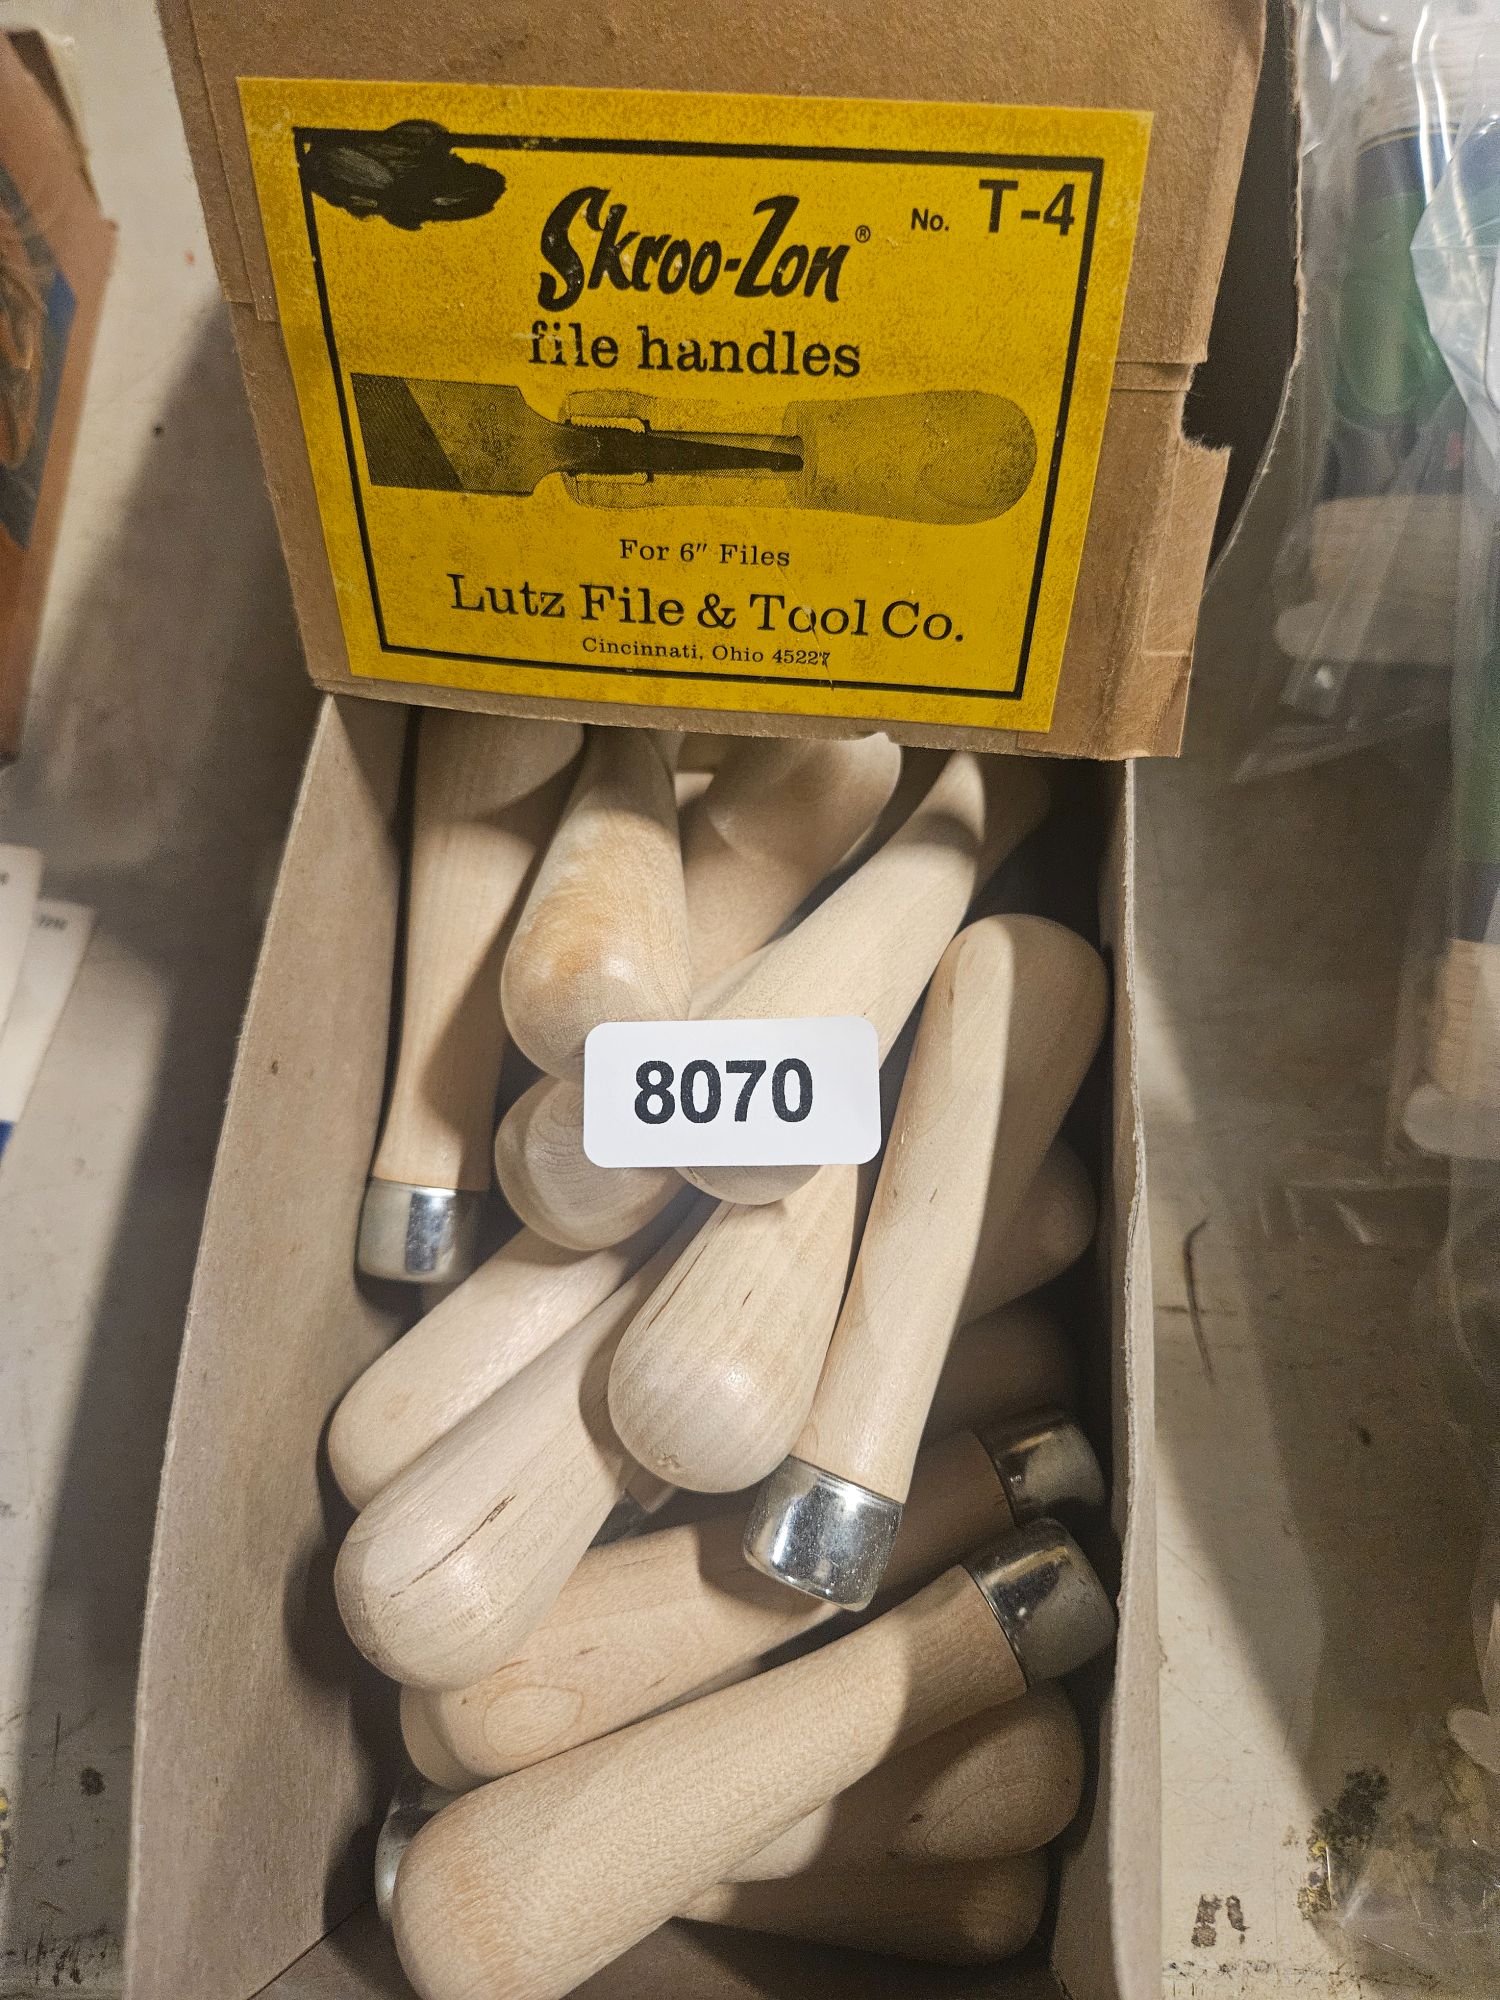 Skroo-Zon®
No. T-4
file handles
For 6" Files
Lutz File & Tool Co.
Cincinnati, Ohio 45227
8070